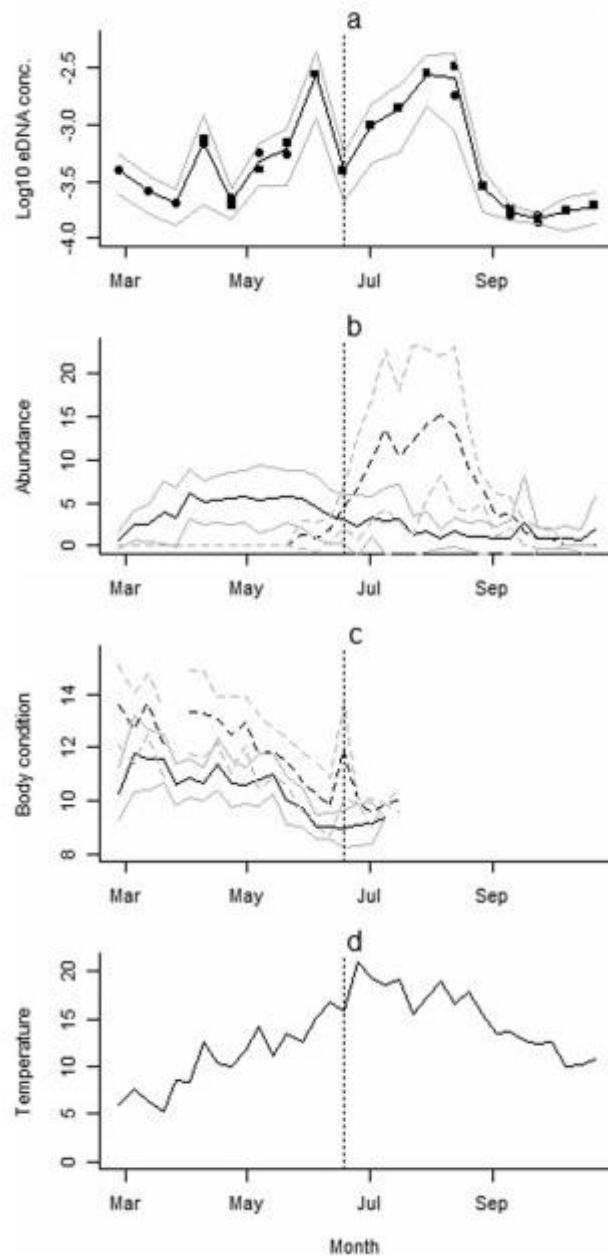 a
Log10 eDNA conc.
-2.5
-3.0
-3.5
-4.0
Mar May Jul Sep
b
Abundance
20
15
10
5
0
Mar May Jul Sep
c
Body condition
14
12
10
8
Mar May Jul Sep
d
Temperature
20
15
10
5
0
Mar May Jul Sep
Month